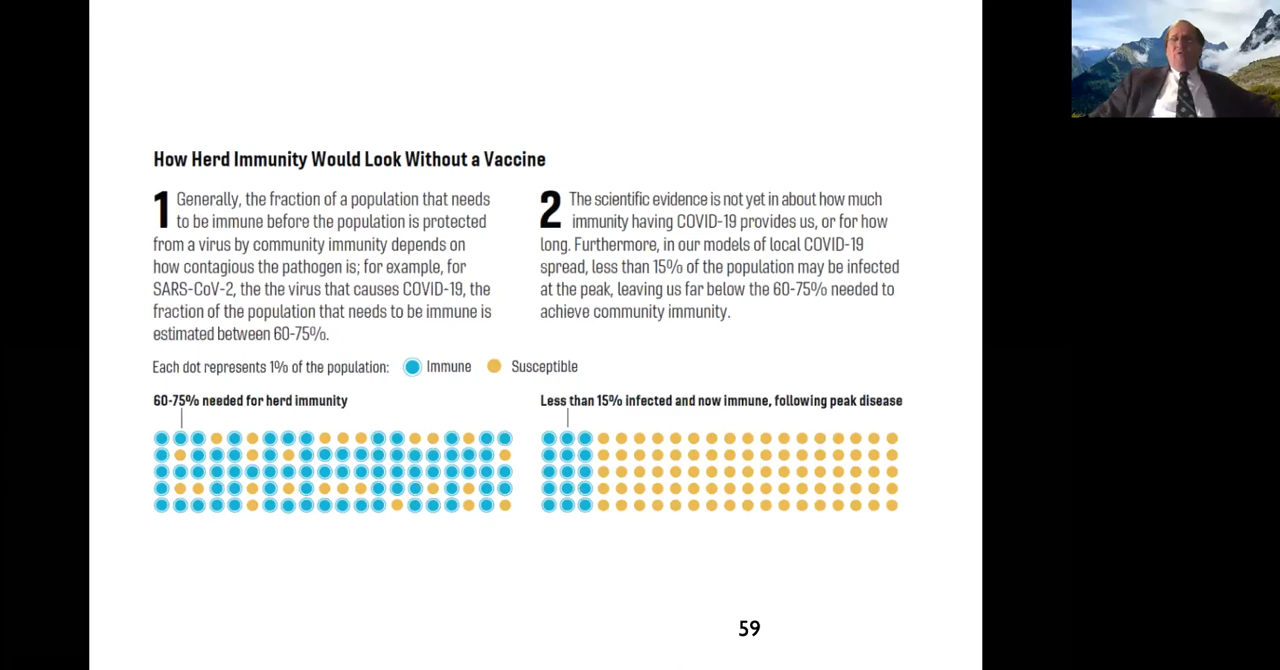 How Herd Immunity Would Look Without a Vaccine
1 Generally, the fraction of a population that needs
to be immune before the population is protected
from a virus by community immunity depends on
how contagious the pathogen is; for example, for
SARS-CoV-2, the the virus that causes COVID-19, the
fraction of the population that needs to be immune is
estimated between 60-75%.
2 The scientific evidence is not yet in about how much
immunity having COVID-19 provides us, or for how
long. Furthermore, in our models of local COVID-19
spread, less than 15% of the population may be infected
at the peak, leaving us far below the 60-75% needed to
achieve community immunity.
Each dot represents 1% of the population: Immune Susceptible
60-75% needed for herd immunity
Less than 15% infected and now immune, following peak disease
59